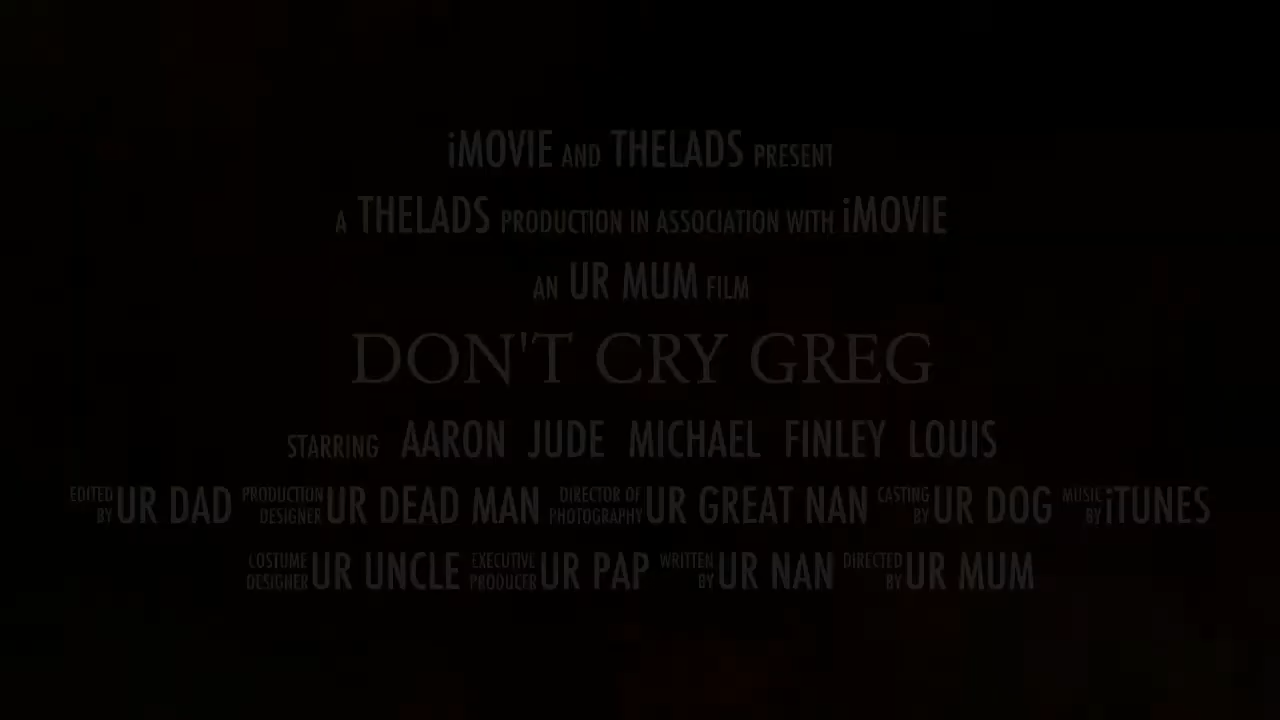 iMOVIE AND THELADS PRESENT
A THELADS PRODUCTION IN ASSOCIATION WITH iMOVIE
AN UR MUM FILM
DON'T CRY GREG
STARRING AARON JUDE MICHAEL FINLEY LOUIS
EDITED BY UR DAD PRODUCTION DESIGNER UR DEAD MAN DIRECTOR OF PHOTOGRAPHY UR GREAT NAN CASTING BY UR DOG MUSIC BY iTUNES
COSTUME DESIGNER UR UNCLE EXECUTIVE PRODUCER UR PAP WRITTEN BY UR NAN DIRECTED BY UR MUM